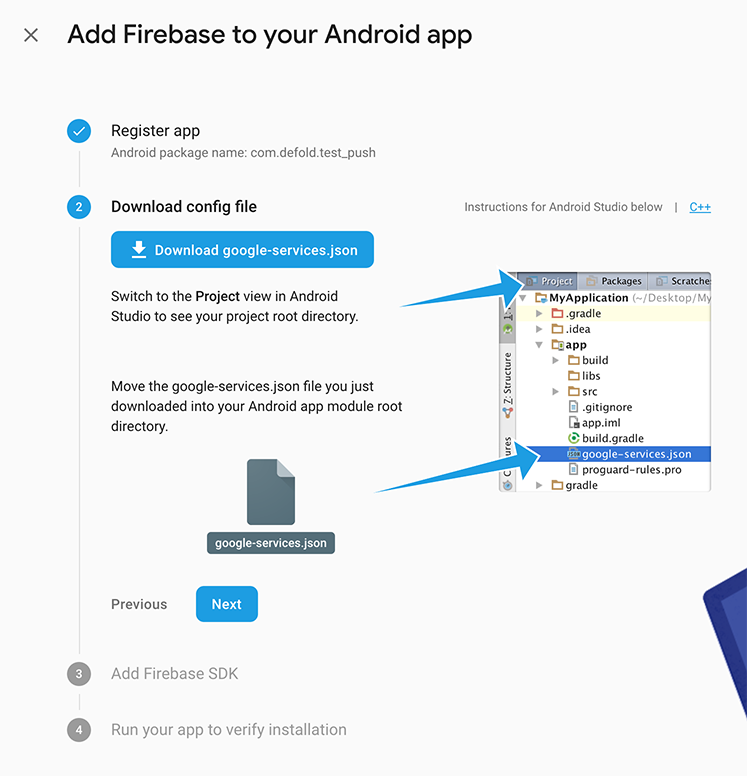 Add Firebase to your Android app
Register app
Android package name: com.defold.test_push
2
Download config file
Instructions for Android Studio below | C++
Download google-services.json
Switch to the Project view in Android
Studio to see your project root directory.
Move the google-services.json file you just
downloaded into your Android app module root
directory.
google-services.json
Project Packages Scratche
MyApplication (~/Desktop/My
.gradle
.idea
app
build
libs
src
.gitignore
app.iml
build.gradle
google-services.json
proguard-rules.pro
gradle
1:
Z: Structure
ures
Previous
Next
3
Add Firebase SDK
4
Run your app to verify installation